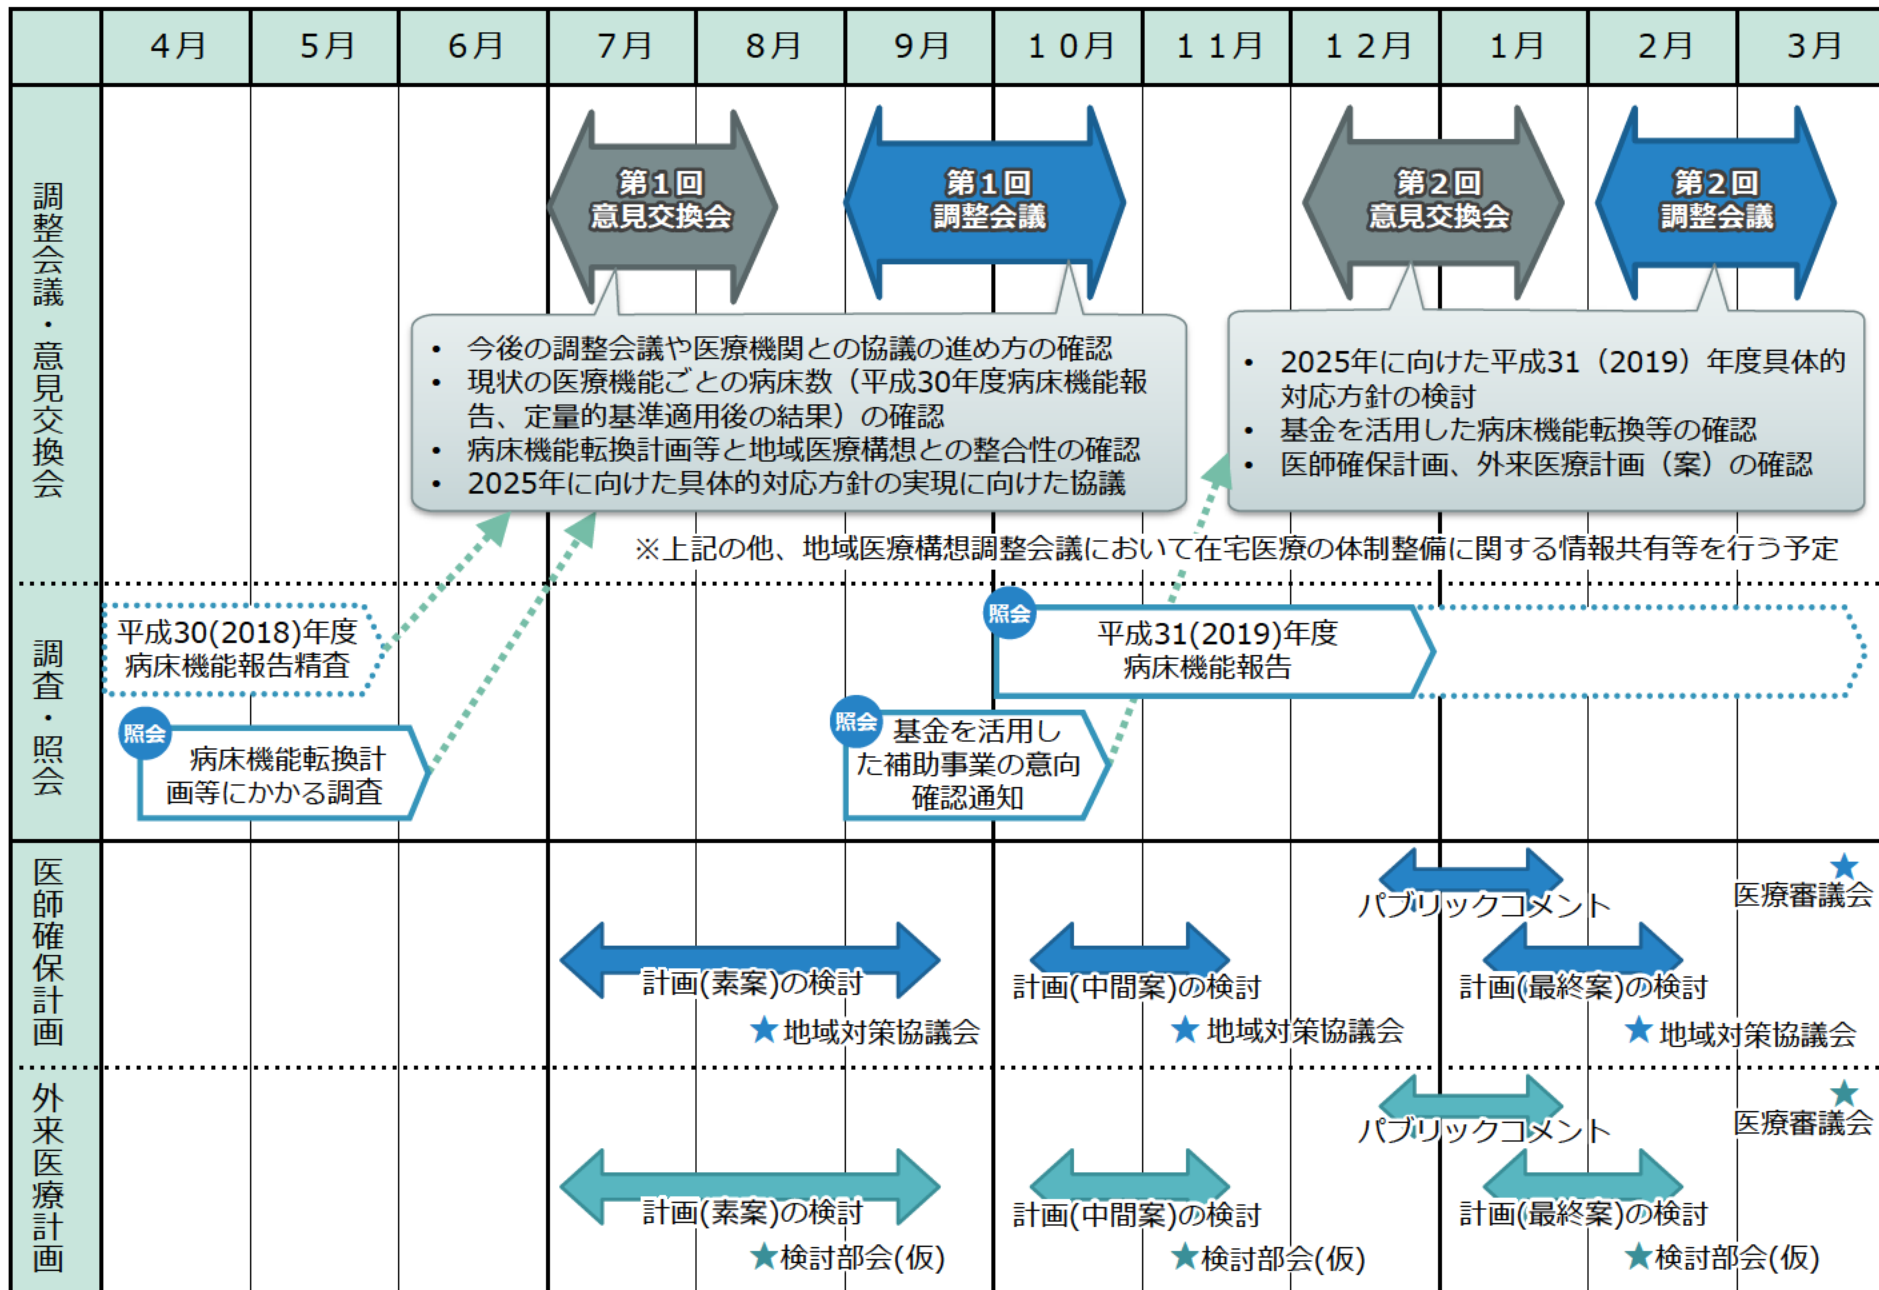 4月 5月 6月 7月 8月 9月 10月 11月 12月 1月 2月 3月
調整会議・意見交換会
第1回
意見交換会
第1回
調整会議
第2回
意見交換会
第2回
調整会議
• 今後の調整会議や医療機関との協議の進め方の確認
• 現状の医療機能ごとの病床数（平成30年度病床機能報
告、定量的基準適用後の結果）の確認
• 病床機能転換計画等と地域医療構想との整合性の確認
• 2025年に向けた具体的対応方針の実現に向けた協議
• 2025年に向けた平成31（2019）年度具体的
対応方針の検討
• 基金を活用した病床機能転換等の確認
• 医師確保計画、外来医療計画（案）の確認
※上記の他、地域医療構想調整会議において在宅医療の体制整備に関する情報共有等を行う予定
調査・照会
平成30(2018)年度
病床機能報告精査
照会
病床機能転換計
画等にかかる調査
照会
平成31(2019)年度
病床機能報告
照会
基金を活用し
た補助事業の意向
確認通知
医師確保計画
パブリックコメント
★
医療審議会
計画(素案)の検討
計画(中間案)の検討
計画(最終案)の検討
★地域対策協議会
★地域対策協議会
★地域対策協議会
外来医療計画
パブリックコメント
★
医療審議会
計画(素案)の検討
計画(中間案)の検討
計画(最終案)の検討
★検討部会(仮)
★検討部会(仮)
★検討部会(仮)